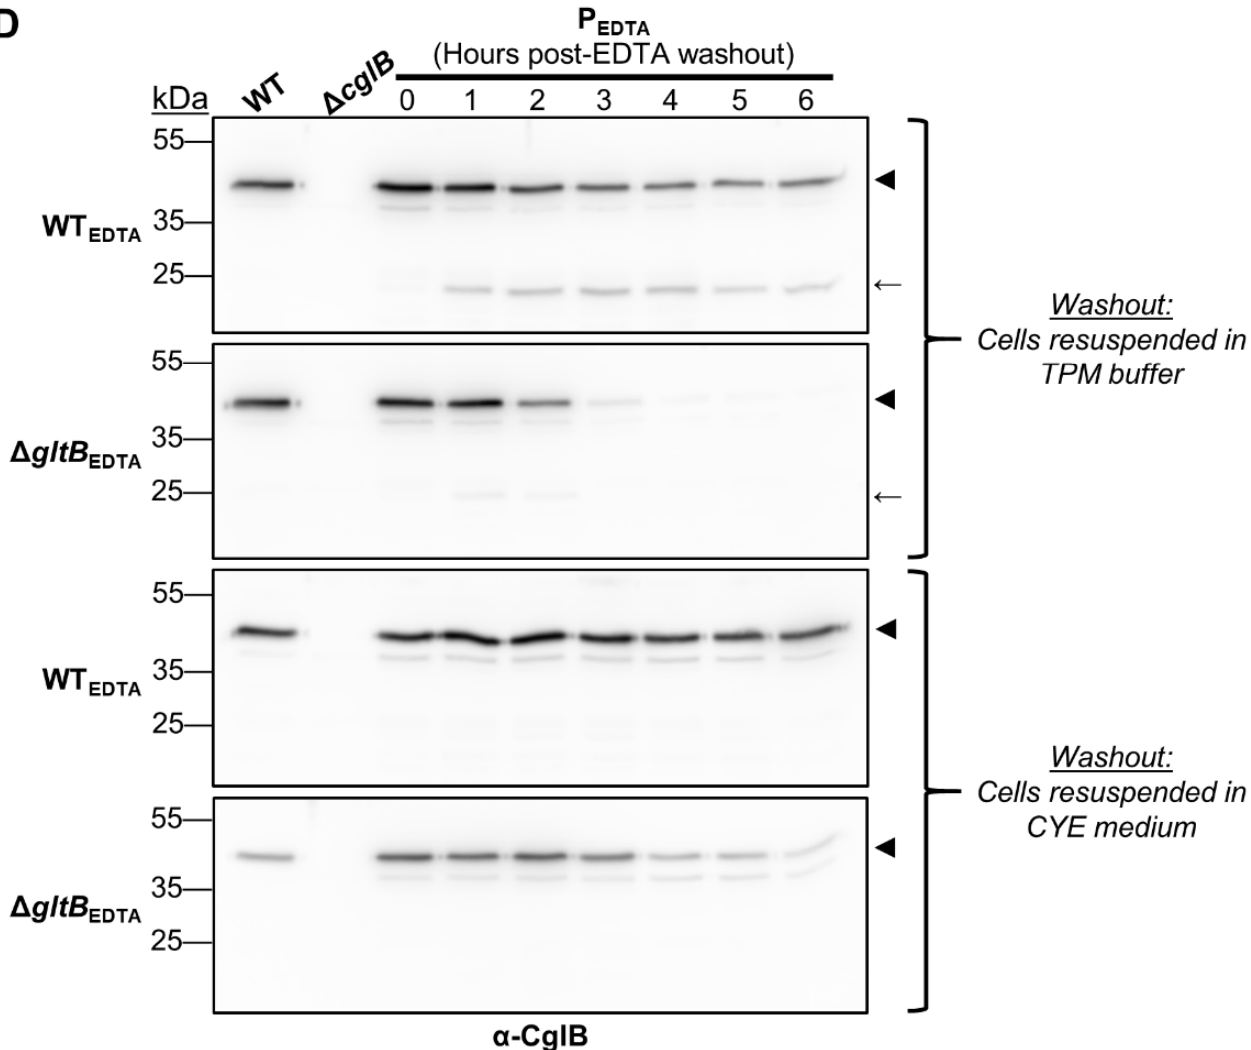 D
P_EDTA
(Hours post-EDTA washout)
kDa WT ΔcglB 0 1 2 3 4 5 6
55
35
25
WT_EDTA
◄
←
55
35
25
ΔgltB_EDTA
◄
←
Washout:
Cells resuspended in
TPM buffer
55
35
25
WT_EDTA
◄
55
35
25
ΔgltB_EDTA
◄
Washout:
Cells resuspended in
CYE medium
α-CglB